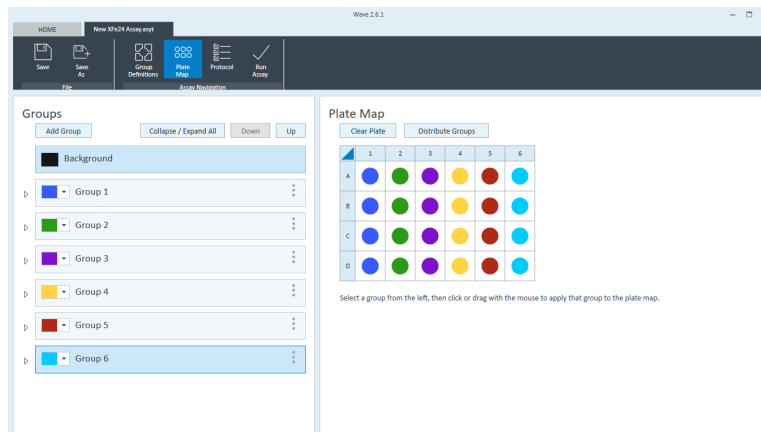 Wave 2.6.1
HOME
New XFe24 Assay.asyt
Save
Save As
Group Definitions
Plate Map
Protocol
Run Assay
File
Assay Navigation
Groups
Add Group
Collapse / Expand All
Down
Up
Background
Group 1
Group 2
Group 3
Group 4
Group 5
Group 6
Plate Map
Clear Plate
Distribute Groups
1 2 3 4 5 6
A
B
C
D
Select a group from the left, then click or drag with the mouse to apply that group to the plate map.